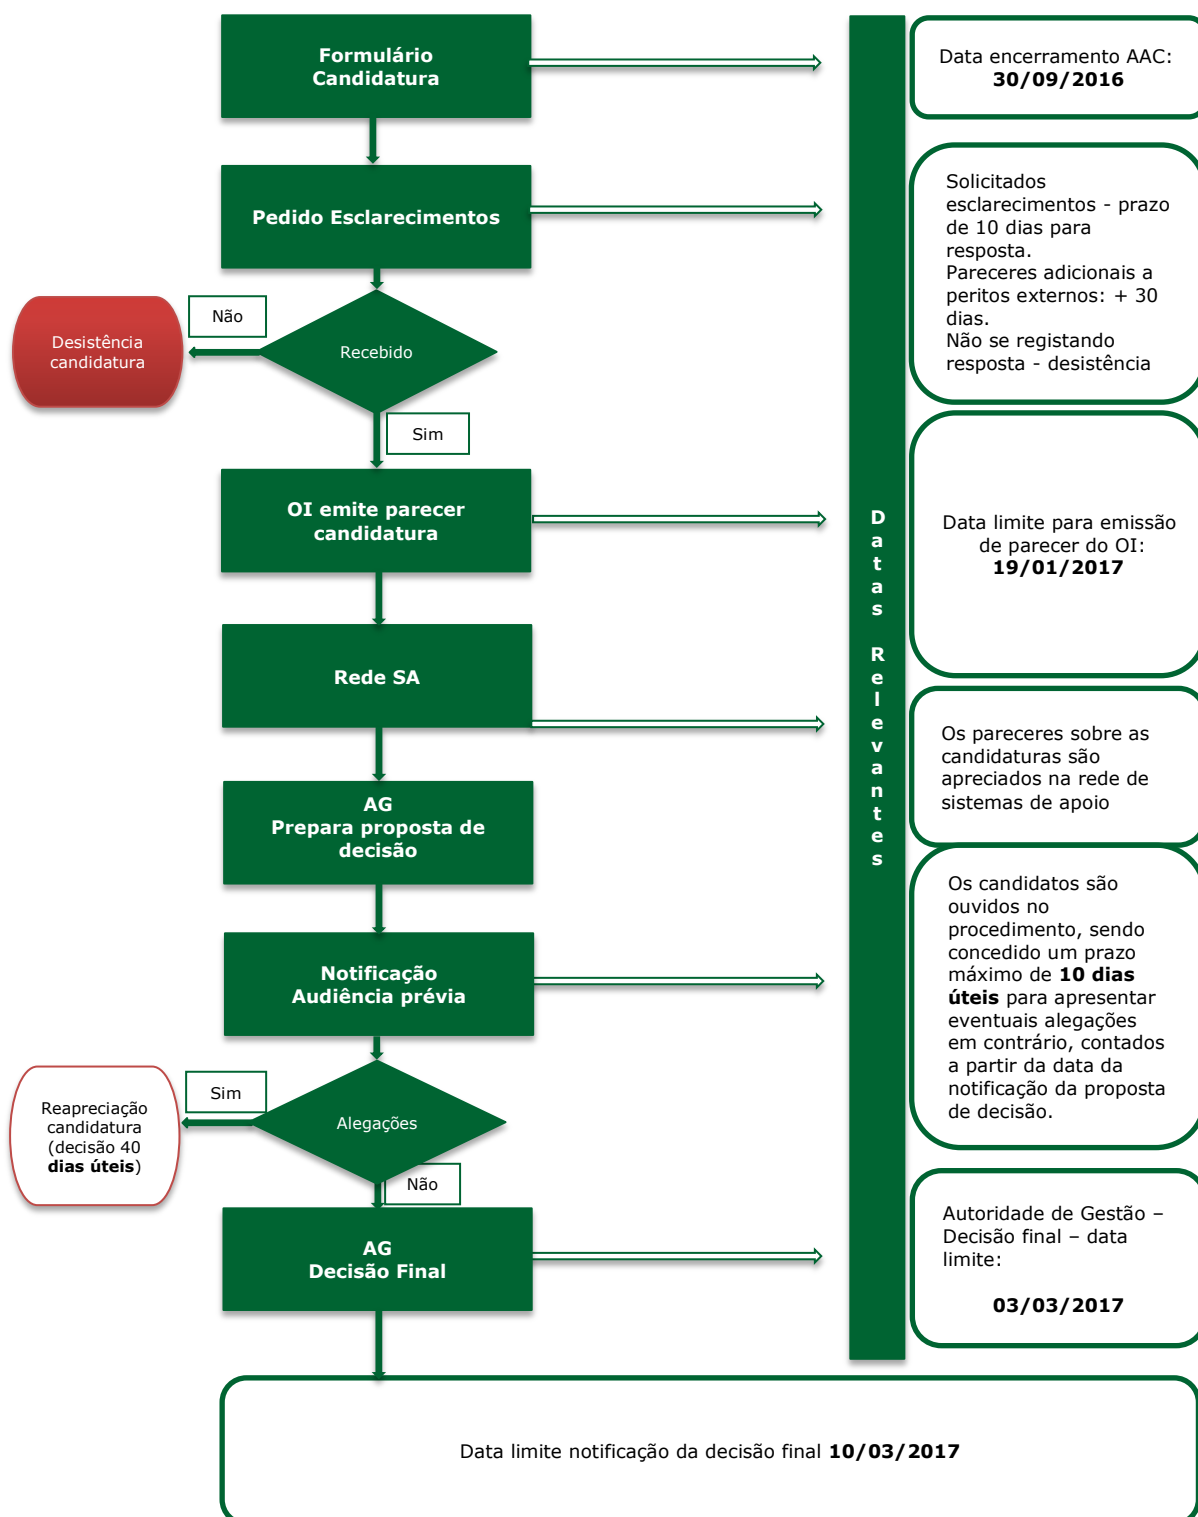 Formulário
Candidatura
Data encerramento AAC:
30/09/2016
Pedido Esclarecimentos
Solicitados
esclarecimentos - prazo
de 10 dias para
resposta.
Pareceres adicionais a
peritos externos: + 30
dias.
Não se registando
resposta - desistência
Não
Desistência
candidatura
Recebido
Sim
OI emite parecer
candidatura
Data limite para emissão
de parecer do OI:
19/01/2017
Datas Relevantes
Rede SA
Os pareceres sobre as
candidaturas são
apreciados na rede de
sistemas de apoio
AG
Prepara proposta de
decisão
Notificação
Audiência prévia
Os candidatos são
ouvidos no
procedimento, sendo
concedido um prazo
máximo de 10 dias
úteis para apresentar
eventuais alegações
em contrário, contados
a partir da data da
notificação da proposta
de decisão.
Sim
Reapreciação
candidatura
(decisão 40
dias úteis)
Alegações
Não
AG
Decisão Final
Autoridade de Gestão –
Decisão final – data
limite:
03/03/2017
Data limite notificação da decisão final 10/03/2017